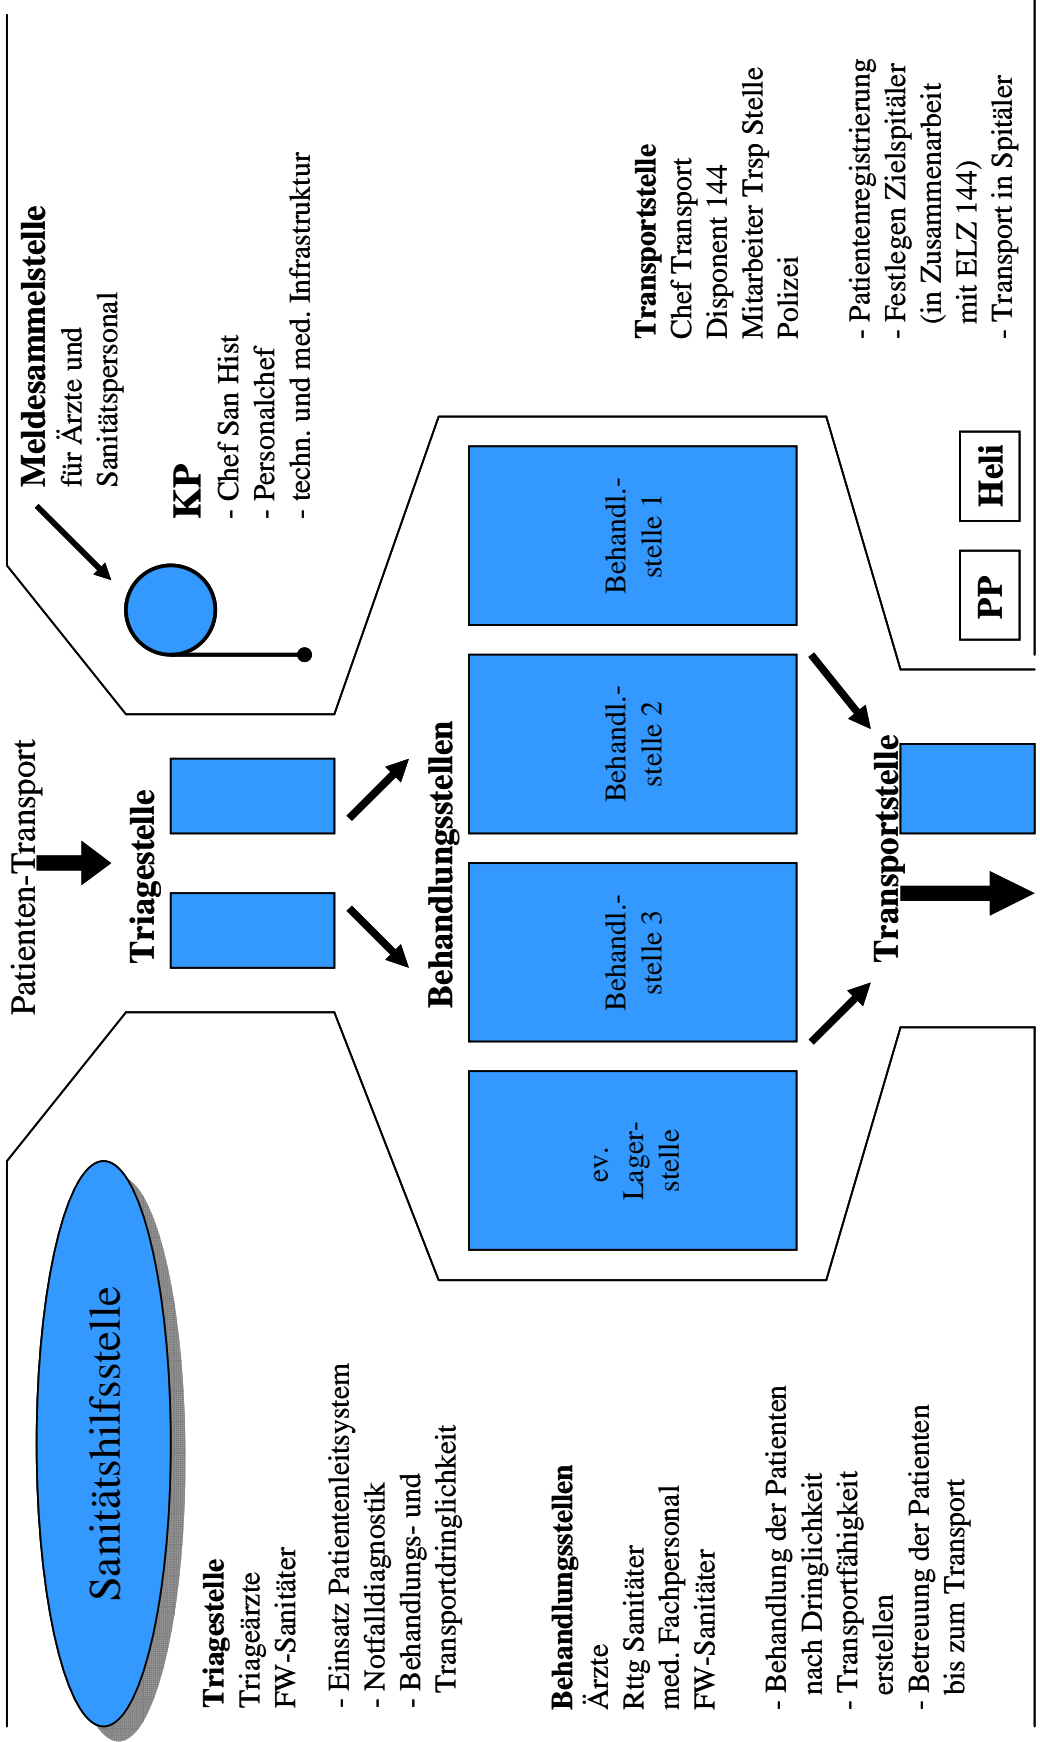 Sanitätshilfsstelle
Patienten-Transport
Meldesammelstelle
für Ärzte und
Sanitätspersonal
Triagestelle
Triageärzte
FW-Sanitäter
- Einsatz Patientenleitsystem
- Notfalldiagnostik
- Behandlungs- und
Transportdringlichkeit
Triagestelle
KP
- Chef San Hist
- Personalchef
- techn. und med. Infrastruktur
Behandlungsstellen
Behandlungsstellen
Ärzte
Rttg Sanitäter
med. Fachpersonal
FW-Sanitäter
- Behandlung der Patienten
nach Dringlichkeit
- Transportfähigkeit
erstellen
- Betreuung der Patienten
bis zum Transport
ev.
Lager-
stelle
Behandl.-
stelle 3
Behandl.-
stelle 2
Behandl.-
stelle 1
Transportstelle
Chef Transport
Disponent 144
Mitarbeiter Trsp Stelle
Polizei
- Patientenregistrierung
- Festlegen Zielspitäler
(in Zusammenarbeit
mit ELZ 144)
- Transport in Spitäler
Transportstelle
PP
Heli